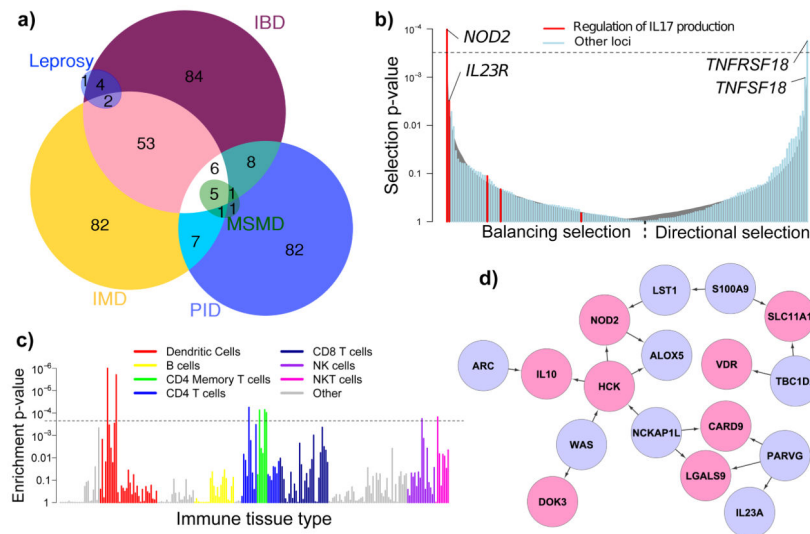 a)
IBD
Leprosy
84
1
4
2
53
6
8
5
1
1
1
MSMD
82
7
82
IMD
PID
b)
Selection p-value
10-4
10-3
0.01
0.1
1
NOD2
IL23R
Regulation of IL17 production
Other loci
TNFRSF18
TNFSF18
Balancing selection
Directional selection
c)
Enrichment p-value
10-6
10-5
10-4
10-3
0.01
0.1
1
Dendritic Cells
B cells
CD4 Memory T cells
CD4 T cells
CD8 T cells
NK cells
NKT cells
Other
Immune tissue type
d)
LST1
S100A9
NOD2
SLC11A1
ARC
ALOX5
VDR
IL10
HCK
TBC1D
NCKAP1L
CARD9
WAS
PARVG
LGALS9
DOK3
IL23A